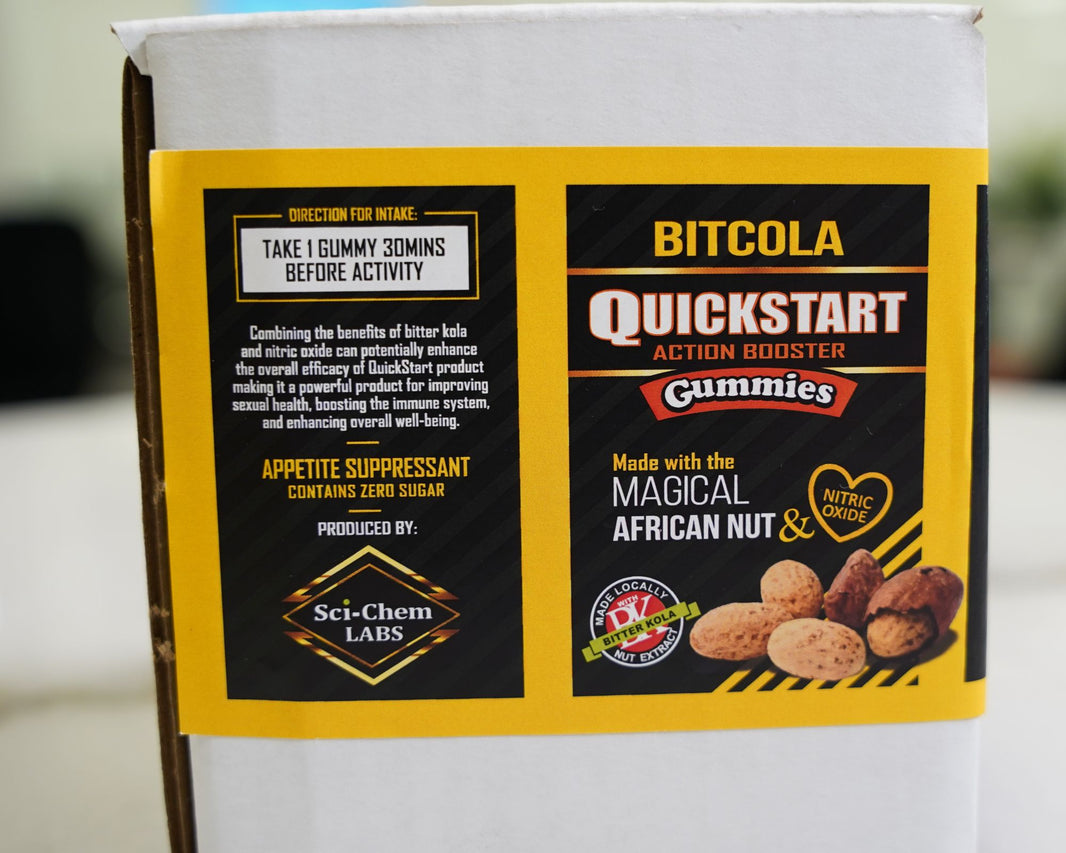 DIRECTION FOR INTAKE:
TAKE 1 GUMMY 30MINS
BEFORE ACTIVITY
Combining the benefits of bitter kola
and nitric oxide can potentially enhance
the overall efficacy of QuickStart product
making it a powerful product for improving
sexual health, boosting the immune system,
and enhancing overall well-being.
APPETITE SUPPRESSANT
CONTAINS ZERO SUGAR
PRODUCED BY:
Sci-Chem
LABS
BITCOLA
QUICKSTART
ACTION BOOSTER
Gummies
Made with the
MAGICAL
AFRICAN NUT &
NITRIC
OXIDE
MADE LOCALLY
WITH
BK
BITTER KOLA
NUT EXTRACT